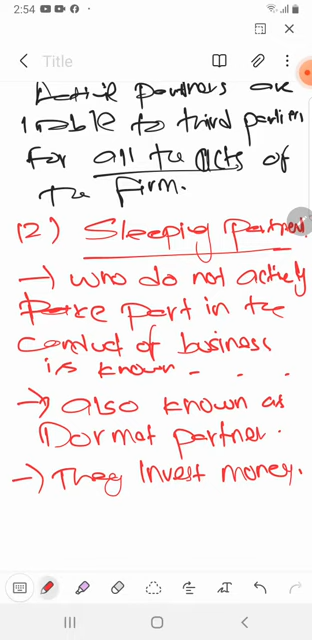 2:54
Title
Active partners are
liable to third parties
for all the acts of
the firm.
(2) Sleeping partner
→ who do not actively
take part in the
conduct of business
is known - . .
→ also known as
Dormat partner.
→ They Invest money.